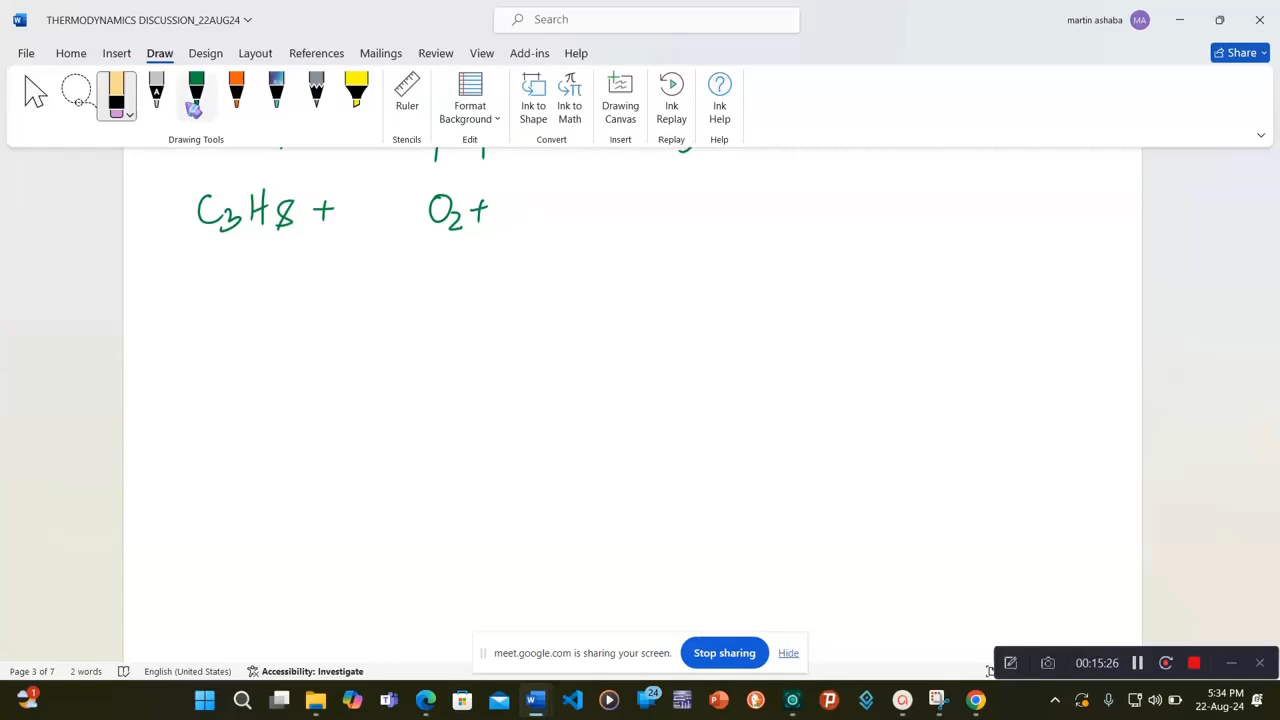 THERMODYNAMICS DISCUSSION_22AUG24
Search
martin ashaba
MA
File Home Insert Draw Design Layout References Mailings Review View Add-ins Help
Share
A
Ruler
Format Background
Ink to Shape
Ink to Math
Drawing Canvas
Ink Replay
Ink Help
Drawing Tools Stencils Edit Convert Insert Replay Help
C3H8 + O2 +
meet.google.com is sharing your screen. Stop sharing Hide
00:15:26
Page 3 of 7 2 words English (United States) Accessibility: Investigate
1
24
5:34 PM
22-Aug-24